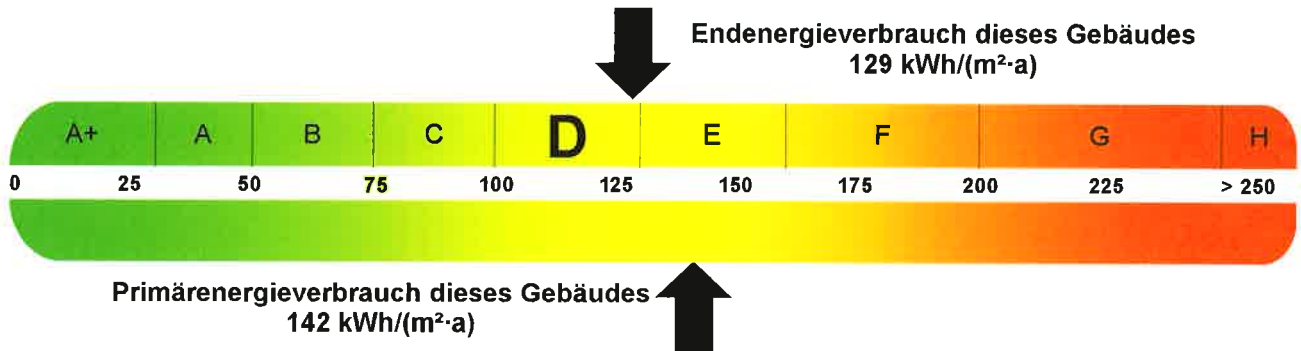 Endenergieverbrauch dieses Gebäudes
129 kWh/(m²·a)
A+ A B C D E F G H
0 25 50 75 100 125 150 175 200 225 > 250
Primärenergieverbrauch dieses Gebäudes
142 kWh/(m²·a)